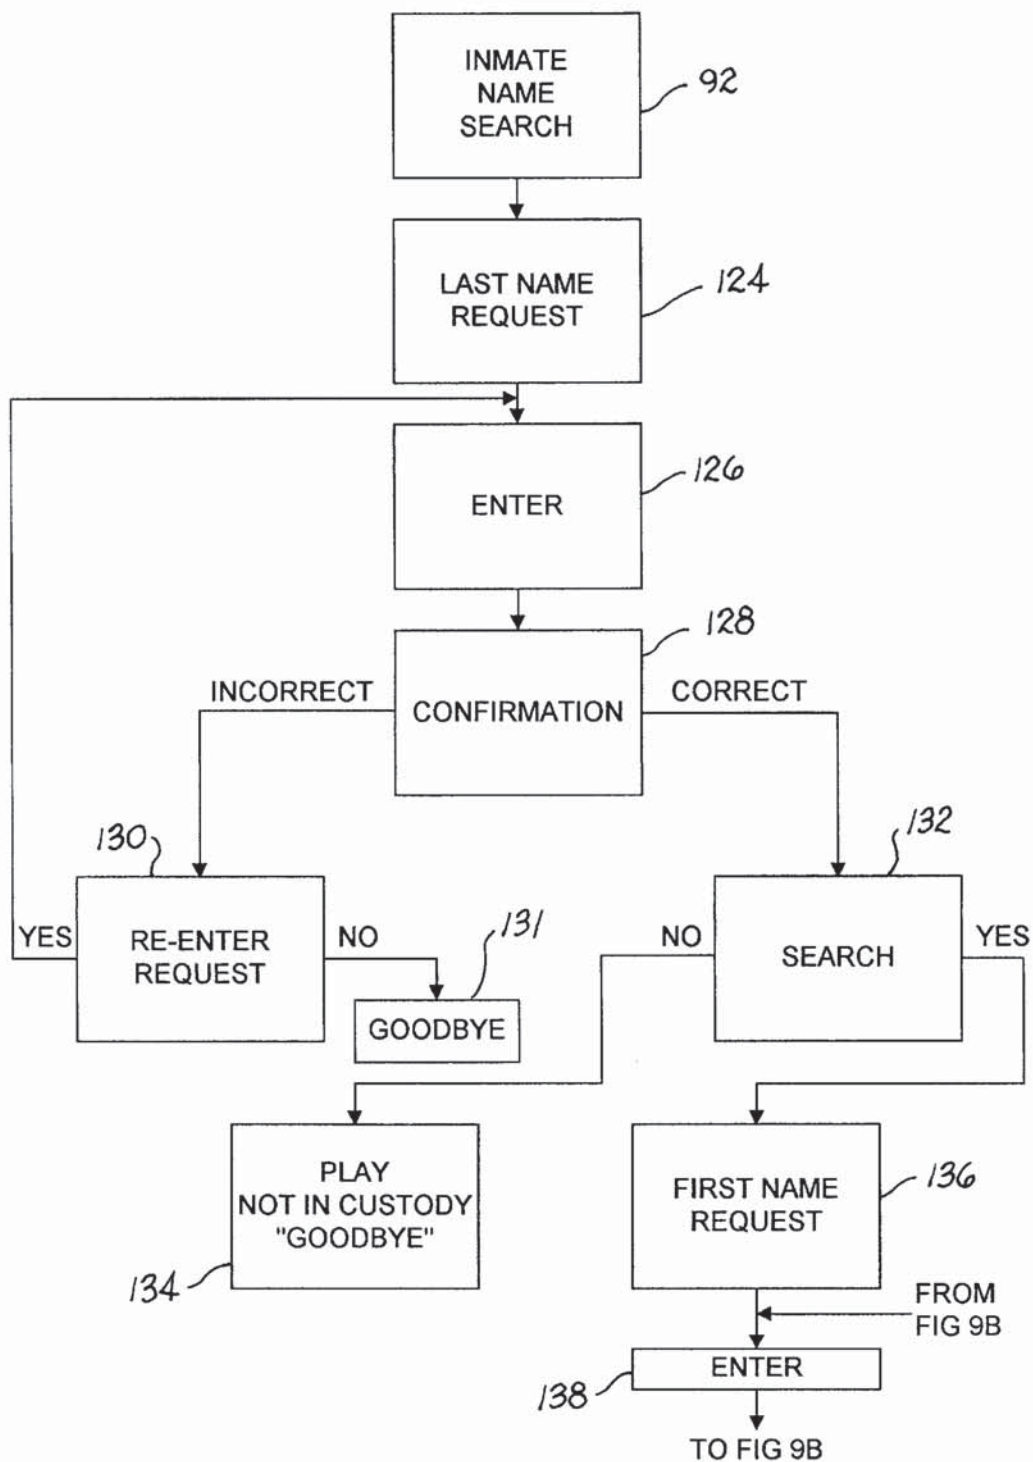 INMATE
NAME
SEARCH
92
LAST NAME
REQUEST
124
ENTER
126
128
INCORRECT
CONFIRMATION
CORRECT
130
132
YES
RE-ENTER
REQUEST
NO
131
GOODBYE
NO
SEARCH
YES
PLAY
NOT IN CUSTODY
"GOODBYE"
134
FIRST NAME
REQUEST
136
FROM
FIG 9B
ENTER
138
TO FIG 9B